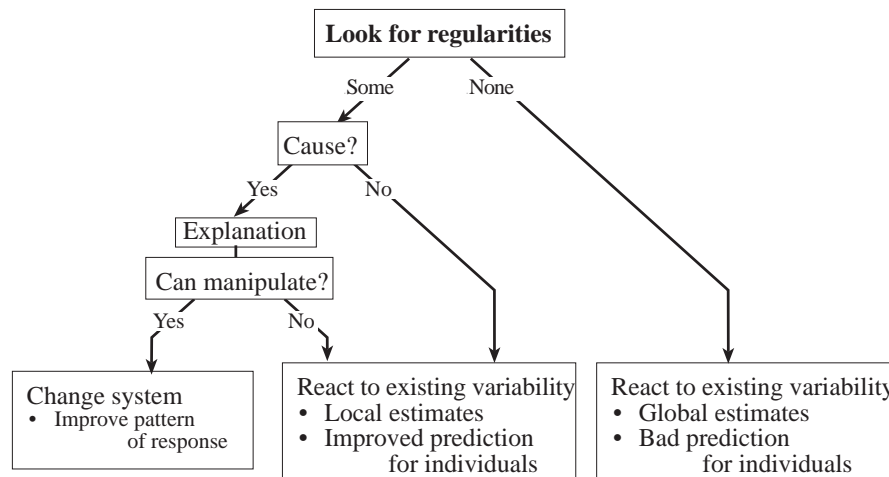 Look for regularities
Some
None
Cause?
Yes
No
Explanation
Can manipulate?
Yes
No
Change system
• Improve pattern
of response
React to existing variability
• Local estimates
• Improved prediction
for individuals
React to existing variability
• Global estimates
• Bad prediction
for individuals